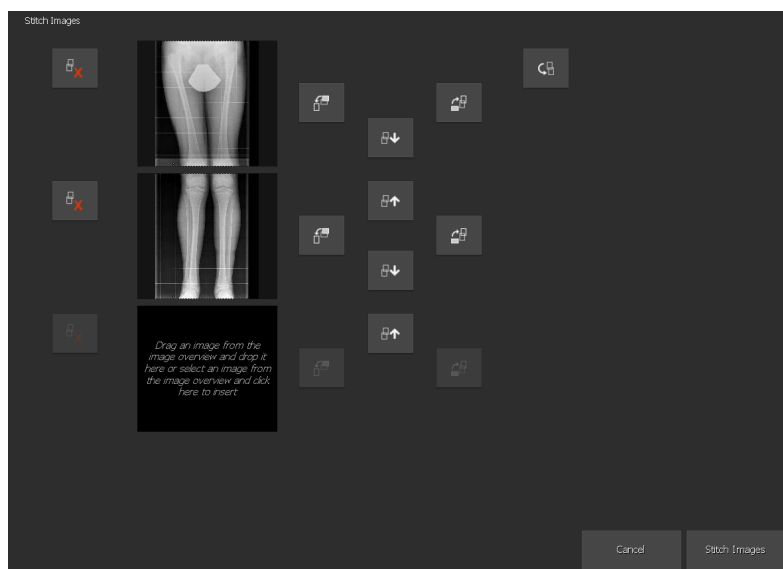 Stitch Images
Drag an image from the
image overview and drop it
here or select an image from
the image overview and click
here to insert
Cancel
Stitch Images